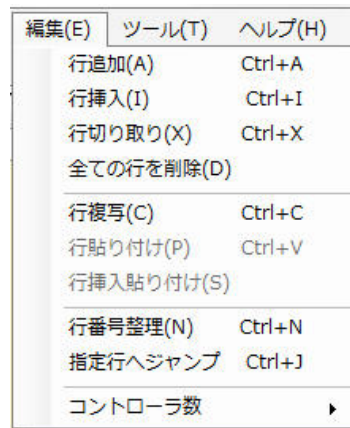 編集(E) ツール(T) ヘルプ(H)
行追加(A) Ctrl+A
行挿入(I) Ctrl+I
行切り取り(X) Ctrl+X
全ての行を削除(D)
行複写(C) Ctrl+C
行貼り付け(P) Ctrl+V
行挿入貼り付け(S)
行番号整理(N) Ctrl+N
指定行へジャンプ Ctrl+J
コントローラ数